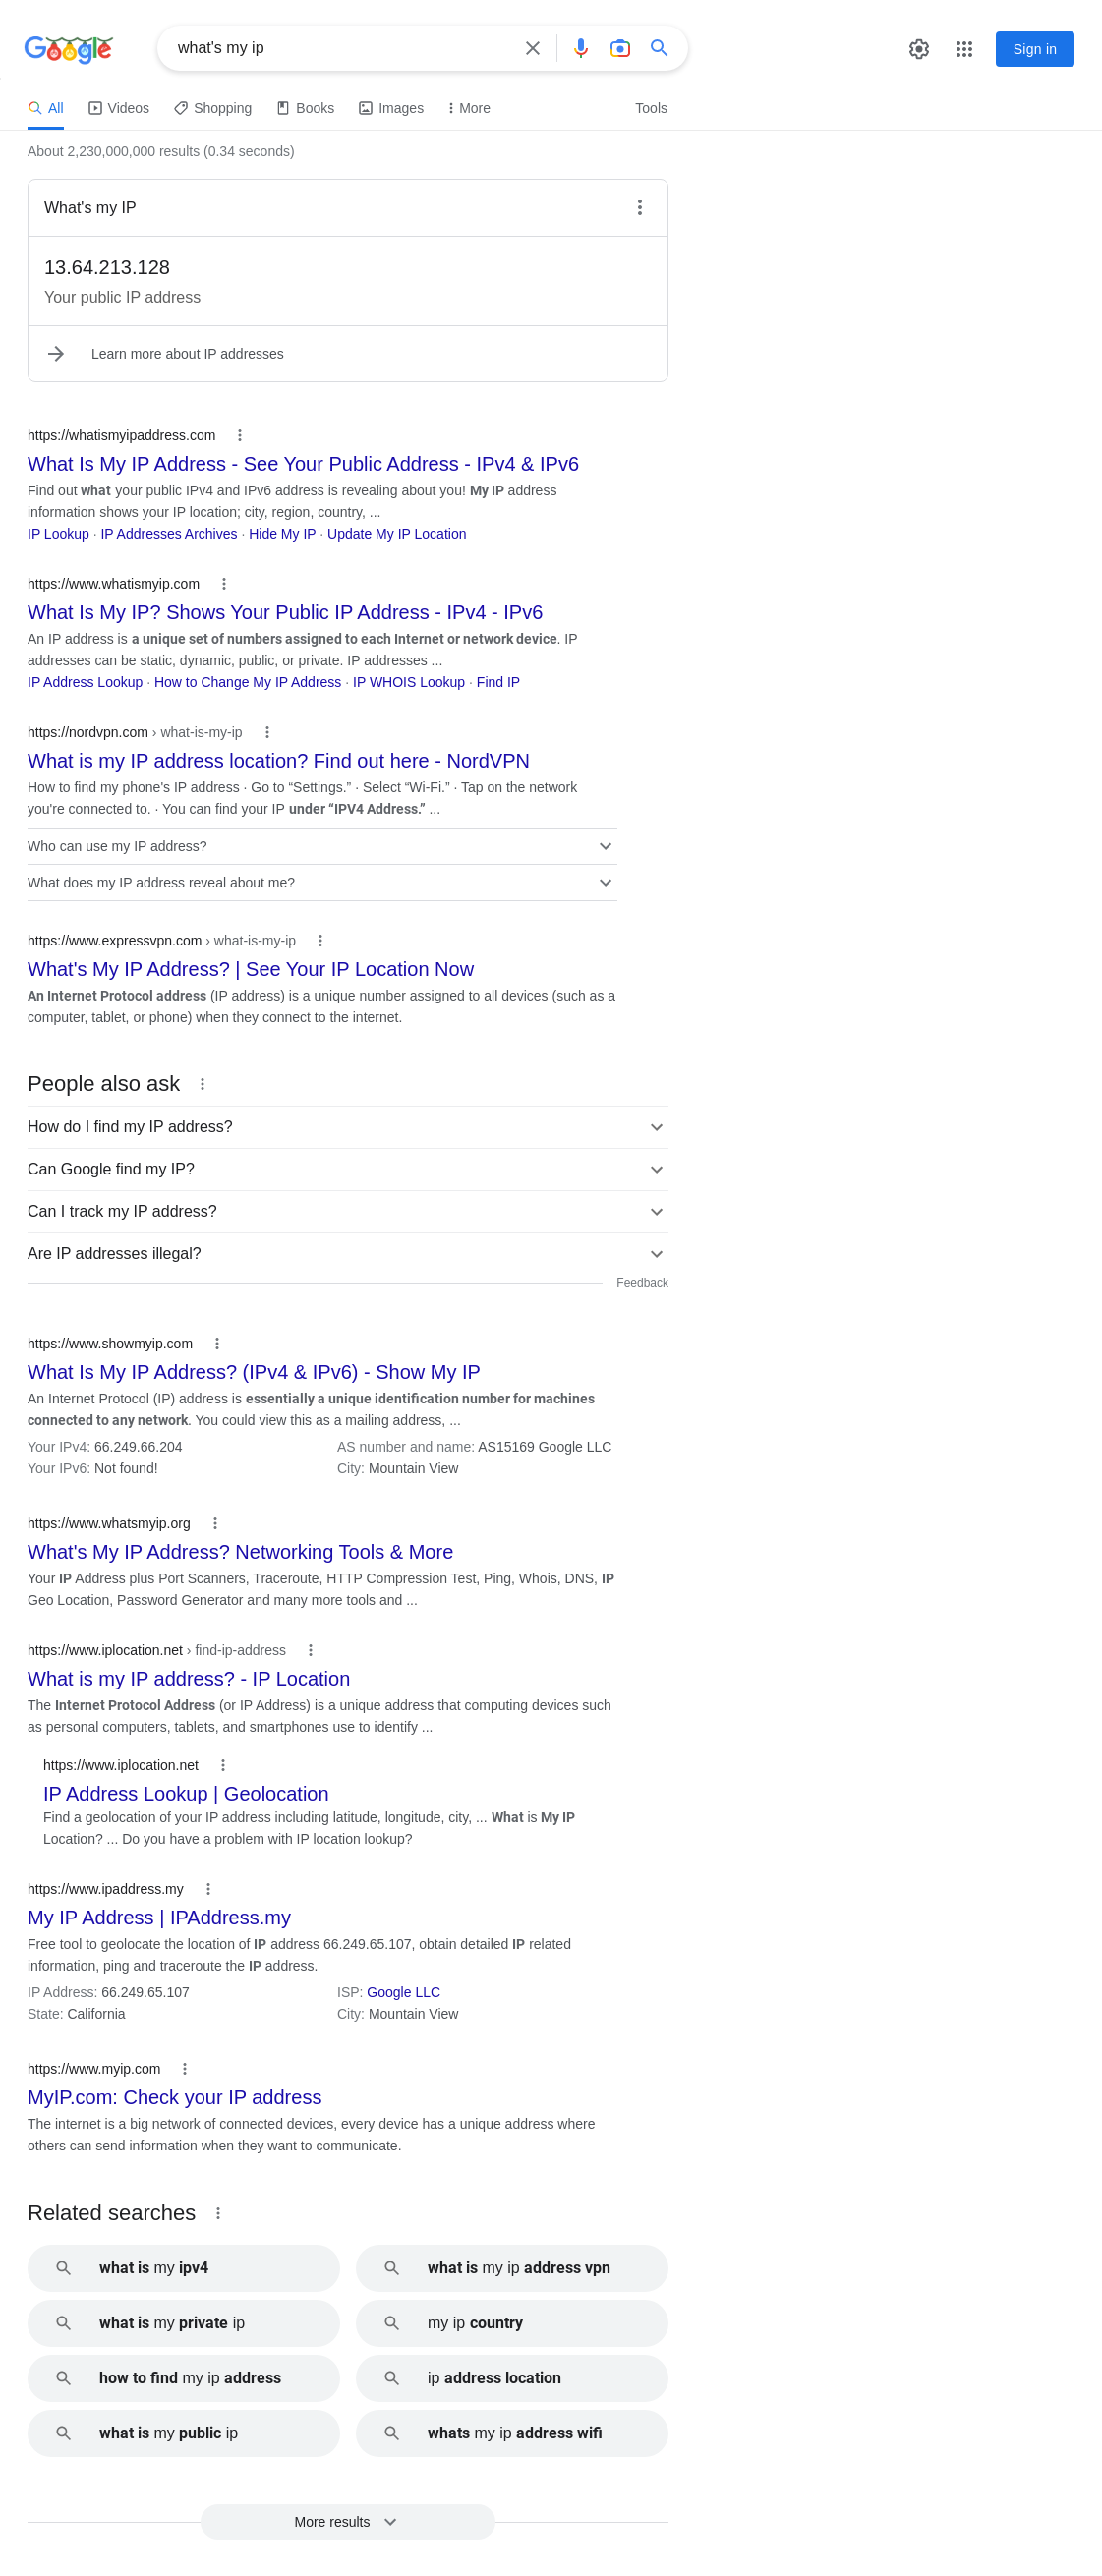 Google
what's my ip
Sign in
All
Videos
Shopping
Books
Images
More
Tools
About 2,230,000,000 results (0.34 seconds)
What's my IP
13.64.213.128
Your public IP address
Learn more about IP addresses
https://whatismyipaddress.com
What Is My IP Address - See Your Public Address - IPv4 & IPv6
Find out what your public IPv4 and IPv6 address is revealing about you! My IP address
information shows your IP location; city, region, country, ...
IP Lookup · IP Addresses Archives · Hide My IP · Update My IP Location
https://www.whatismyip.com
What Is My IP? Shows Your Public IP Address - IPv4 - IPv6
An IP address is a unique set of numbers assigned to each Internet or network device. IP
addresses can be static, dynamic, public, or private. IP addresses ...
IP Address Lookup · How to Change My IP Address · IP WHOIS Lookup · Find IP
https://nordvpn.com › what-is-my-ip
What is my IP address location? Find out here - NordVPN
How to find my phone's IP address · Go to “Settings.” · Select “Wi-Fi.” · Tap on the network
you're connected to. · You can find your IP under “IPV4 Address.” ...
Who can use my IP address?
What does my IP address reveal about me?
https://www.expressvpn.com › what-is-my-ip
What's My IP Address? | See Your IP Location Now
An Internet Protocol address (IP address) is a unique number assigned to all devices (such as a
computer, tablet, or phone) when they connect to the internet.
People also ask
How do I find my IP address?
Can Google find my IP?
Can I track my IP address?
Are IP addresses illegal?
Feedback
https://www.showmyip.com
What Is My IP Address? (IPv4 & IPv6) - Show My IP
An Internet Protocol (IP) address is essentially a unique identification number for machines
connected to any network. You could view this as a mailing address, ...
Your IPv4: 66.249.66.204
AS number and name: AS15169 Google LLC
Your IPv6: Not found!
City: Mountain View
https://www.whatsmyip.org
What's My IP Address? Networking Tools & More
Your IP Address plus Port Scanners, Traceroute, HTTP Compression Test, Ping, Whois, DNS, IP
Geo Location, Password Generator and many more tools and ...
https://www.iplocation.net › find-ip-address
What is my IP address? - IP Location
The Internet Protocol Address (or IP Address) is a unique address that computing devices such
as personal computers, tablets, and smartphones use to identify ...
https://www.iplocation.net
IP Address Lookup | Geolocation
Find a geolocation of your IP address including latitude, longitude, city, ... What is My IP
Location? ... Do you have a problem with IP location lookup?
https://www.ipaddress.my
My IP Address | IPAddress.my
Free tool to geolocate the location of IP address 66.249.65.107, obtain detailed IP related
information, ping and traceroute the IP address.
IP Address: 66.249.65.107
ISP: Google LLC
State: California
City: Mountain View
https://www.myip.com
MyIP.com: Check your IP address
The internet is a big network of connected devices, every device has a unique address where
others can send information when they want to communicate.
Related searches
what is my ipv4
what is my ip address vpn
what is my private ip
my ip country
how to find my ip address
ip address location
what is my public ip
whats my ip address wifi
More results